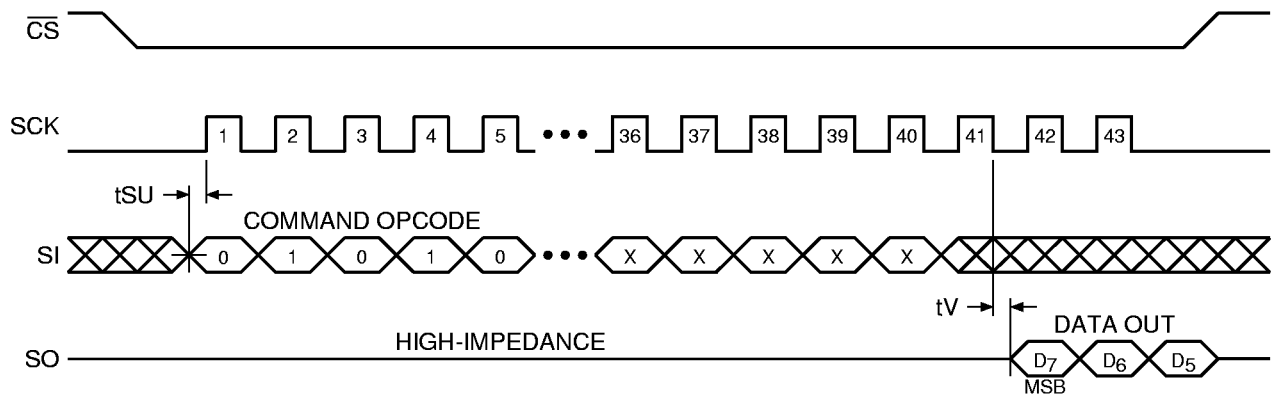 CS
SCK 1 2 3 4 5 ••• 36 37 38 39 40 41 42 43
tSU
COMMAND OPCODE
SI 0 1 0 1 0 ••• X X X X X
tV
HIGH-IMPEDANCE
DATA OUT
SO D7 D6 D5
MSB